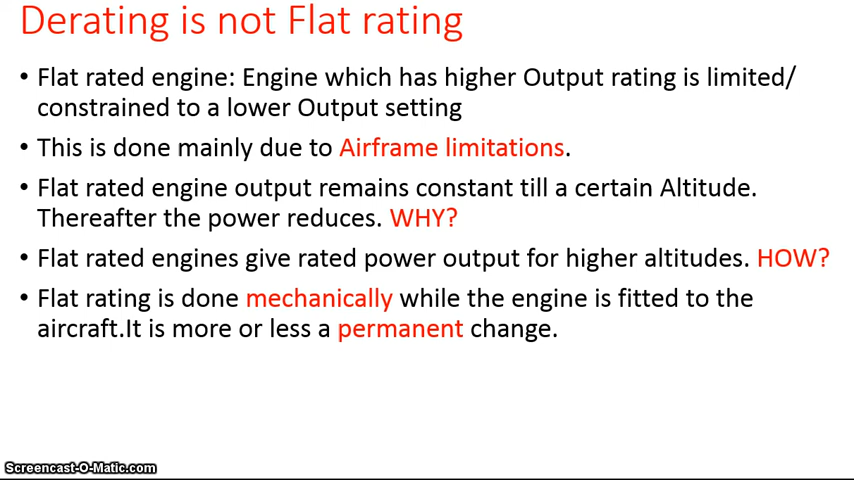 Derating is not Flat rating
• Flat rated engine: Engine which has higher Output rating is limited/
constrained to a lower Output setting
• This is done mainly due to Airframe limitations.
• Flat rated engine output remains constant till a certain Altitude.
Thereafter the power reduces. WHY?
• Flat rated engines give rated power output for higher altitudes. HOW?
• Flat rating is done mechanically while the engine is fitted to the
aircraft.It is more or less a permanent change.
Screencast-O-Matic.com